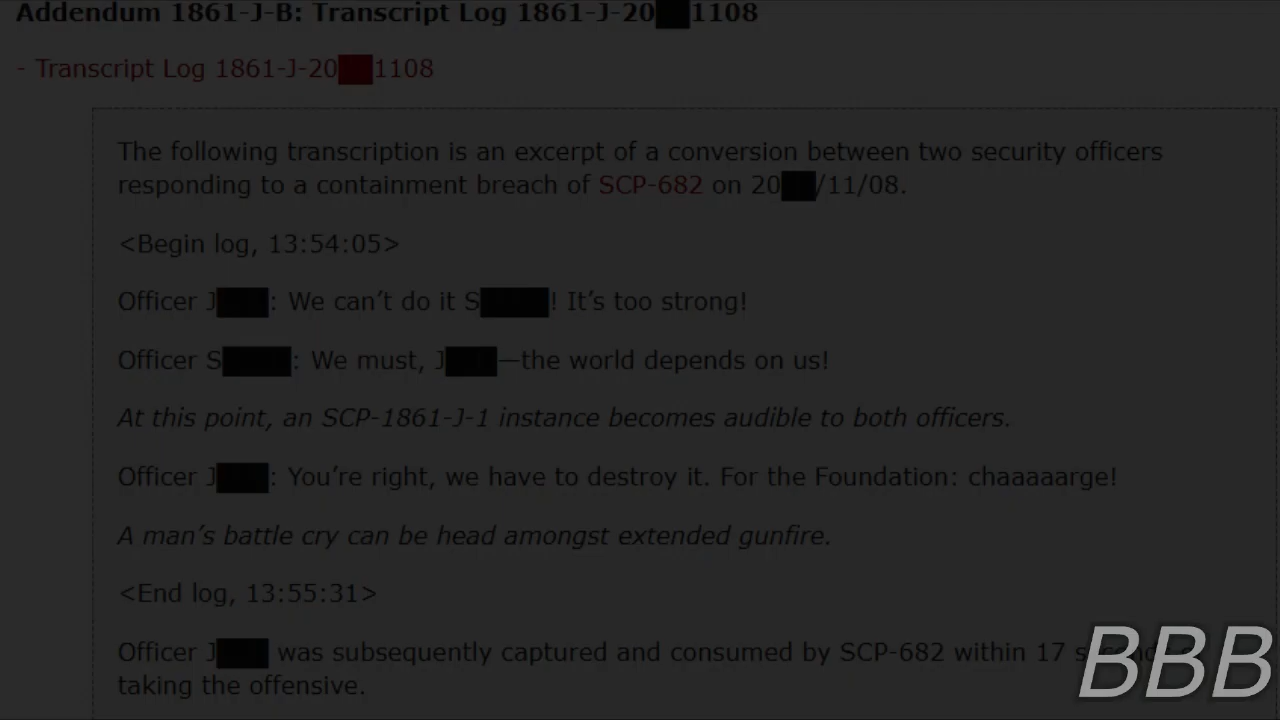 Addendum 1861-J-B: Transcript Log 1861-J-20██1108
- Transcript Log 1861-J-20██1108
The following transcription is an excerpt of a conversion between two security officers
responding to a containment breach of SCP-682 on 20██/11/08.
<Begin log, 13:54:05>
Officer J███: We can’t do it S████! It’s too strong!
Officer S████: We must, J███—the world depends on us!
At this point, an SCP-1861-J-1 instance becomes audible to both officers.
Officer J███: You’re right, we have to destroy it. For the Foundation: chaaaaarge!
A man’s battle cry can be head amongst extended gunfire.
<End log, 13:55:31>
Officer J███ was subsequently captured and consumed by SCP-682 within 17
taking the offensive.
BBB